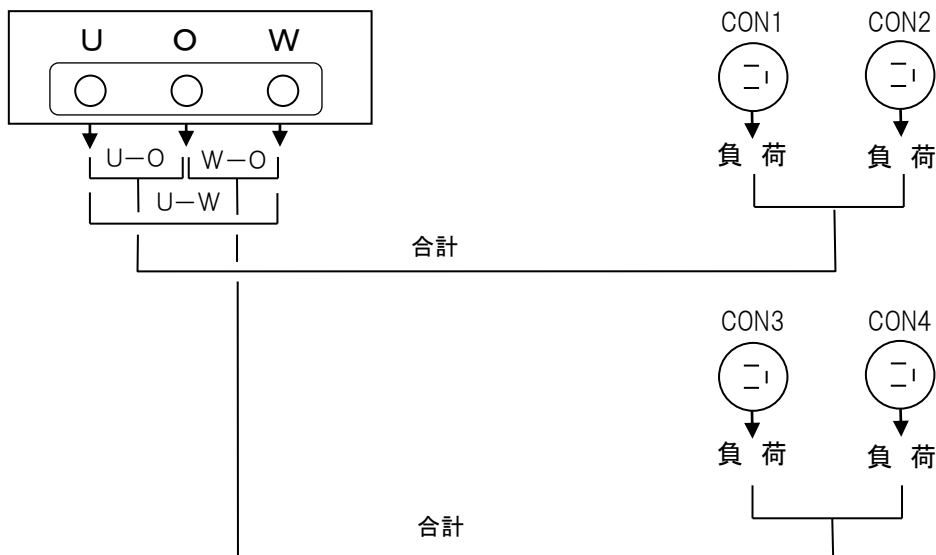 U O W
U－O W－O
U－W
合計
CON1 CON2
負 荷 負 荷
CON3 CON4
負 荷 負 荷
合計